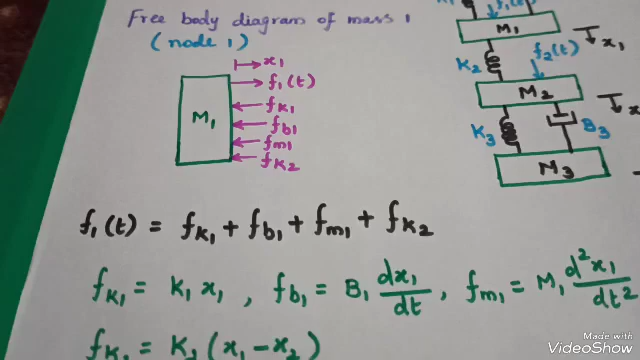 Free body diagram of mass 1
(node 1)
x₁
f₁(t)
M₁
fK₁
fb₁
fm₁
fK₂
f₁(t)
M₁
x₁
K₂
f₂(t)
M₂
x
K₃
B₃
M₃
f₁(t) = fK₁ + fb₁ + fm₁ + fK₂
fK₁ = K₁ x₁ , fb₁ = B₁ dx₁/dt , fm₁ = M₁ d²x₁/dt²
(x₁ - x₂)
Made with
VideoShow